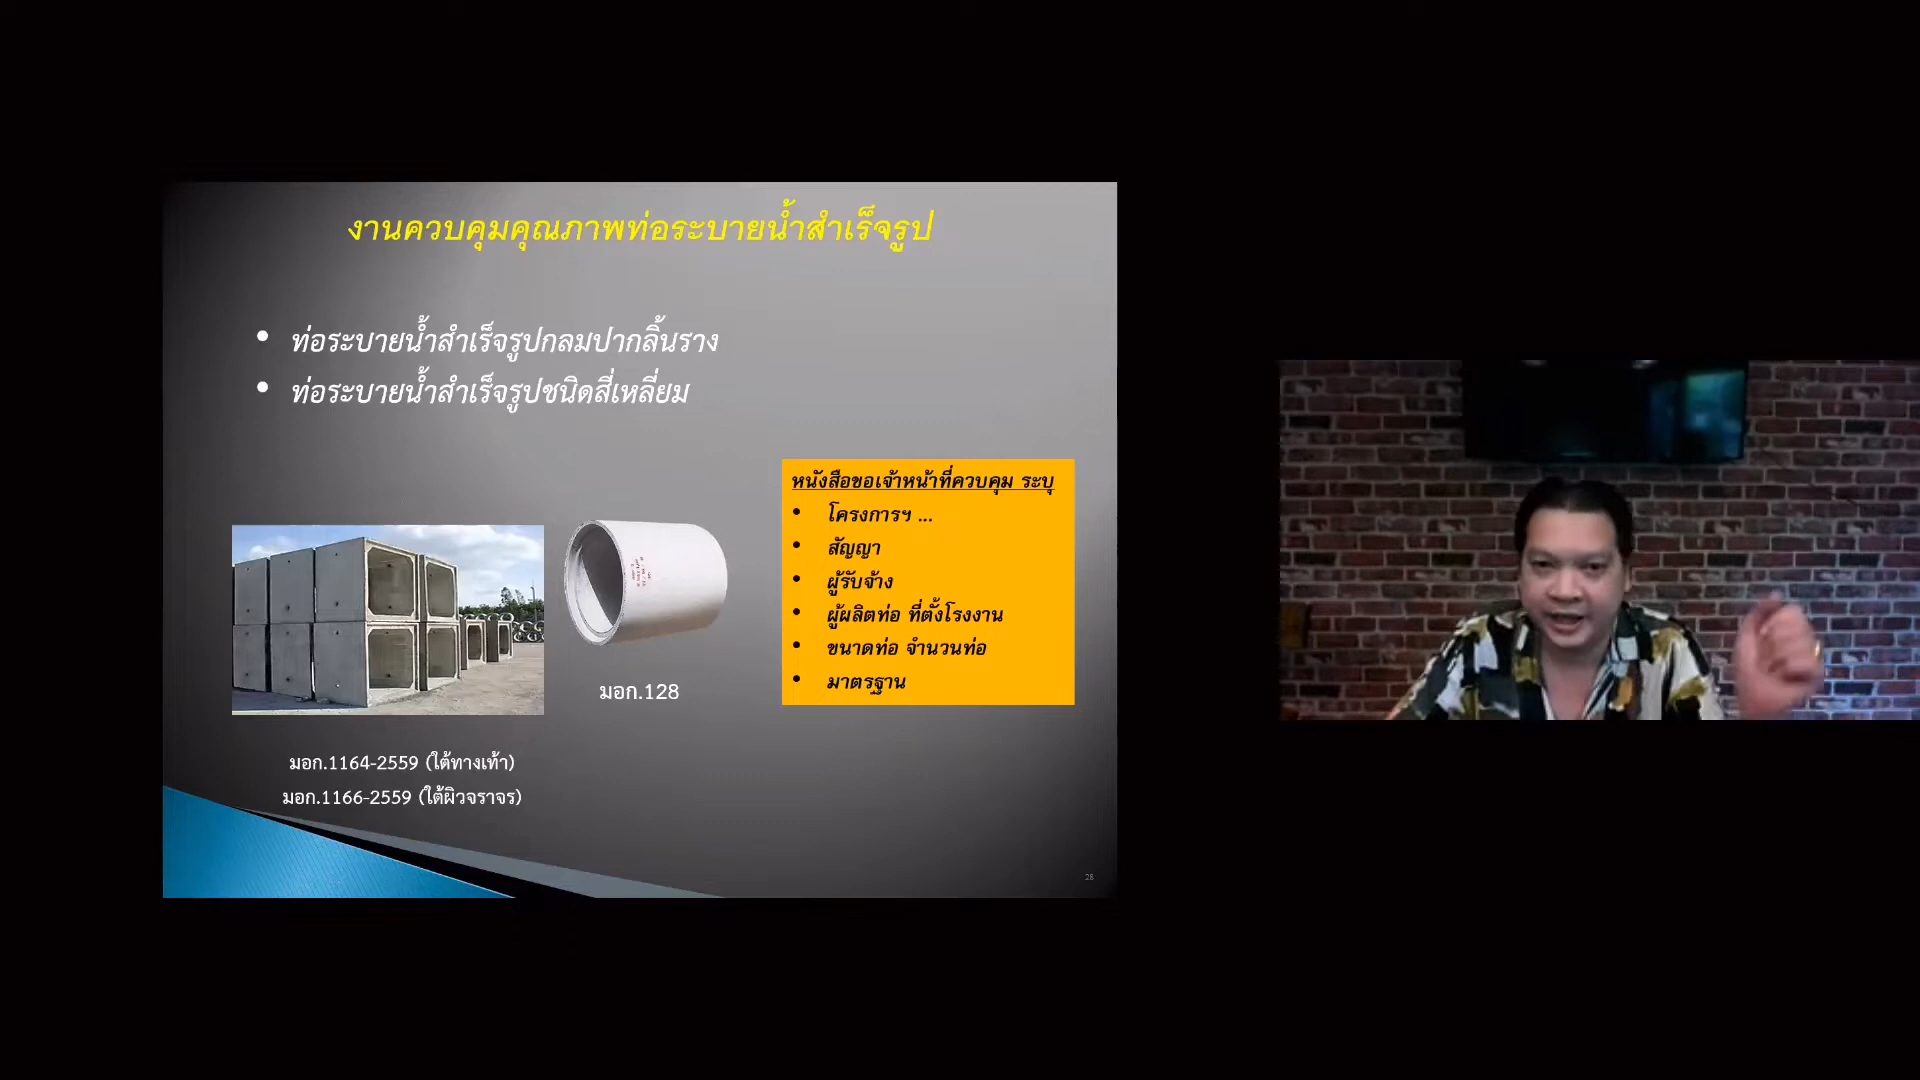 งานควบคุมคุณภาพท่อระบายน้ำสำเร็จรูป
• ท่อระบายน้ำสำเร็จรูปกลมปากลิ้นราง
• ท่อระบายน้ำสำเร็จรูปชนิดสี่เหลี่ยม
หนังสือขอเจ้าหน้าที่ควบคุม ระบุ
• โครงการฯ ...
• สัญญา
• ผู้รับจ้าง
• ผู้ผลิตท่อ ที่ตั้งโรงงาน
• ขนาดท่อ จำนวนท่อ
• มาตรฐาน
มอก.128
มอก.1164-2559 (ใต้ทางเท้า)
มอก.1166-2559 (ใต้ผิวจราจร)
28